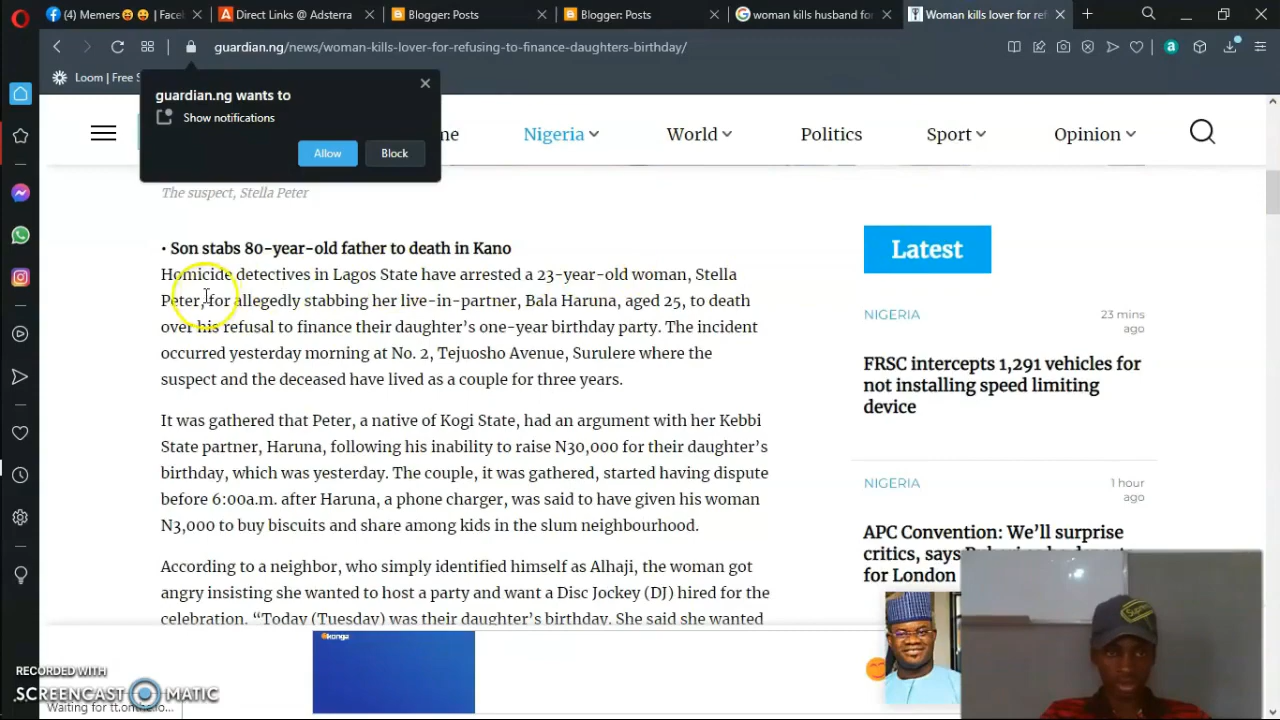 (4) Memers
Direct Links @ Adsterra
Blogger: Posts
Blogger: Posts
woman kills husband for
Woman kills lover for ref
guardian.ng/news/woman-kills-lover-for-refusing-to-finance-daughters-birthday/
Loom | Free
guardian.ng wants to
Show notifications
Allow
Block
Nigeria
World
Politics
Sport
Opinion
The suspect, Stella Peter
• Son stabs 80-year-old father to death in Kano
Homicide detectives in Lagos State have arrested a 23-year-old woman, Stella
Peter, for allegedly stabbing her live-in-partner, Bala Haruna, aged 25, to death
over his refusal to finance their daughter’s one-year birthday party. The incident
occurred yesterday morning at No. 2, Tejuosho Avenue, Surulere where the
suspect and the deceased have lived as a couple for three years.
It was gathered that Peter, a native of Kogi State, had an argument with her Kebbi
State partner, Haruna, following his inability to raise N30,000 for their daughter’s
birthday, which was yesterday. The couple, it was gathered, started having dispute
before 6:00a.m. after Haruna, a phone charger, was said to have given his woman
N3,000 to buy biscuits and share among kids in the slum neighbourhood.
According to a neighbor, who simply identified himself as Alhaji, the woman got
angry insisting she wanted to host a party and want a Disc Jockey (DJ) hired for the
celebration. “Today (Tuesday) was their daughter’s birthday. She said she wanted
Latest
NIGERIA
23 mins
ago
FRSC intercepts 1,291 vehicles for
not installing speed limiting
device
NIGERIA
1 hour
ago
APC Convention: We’ll surprise
critics, says
for London
konga
RECORDED WITH
SCREENCAST MATIC
Waiting for tt.onthe.io...